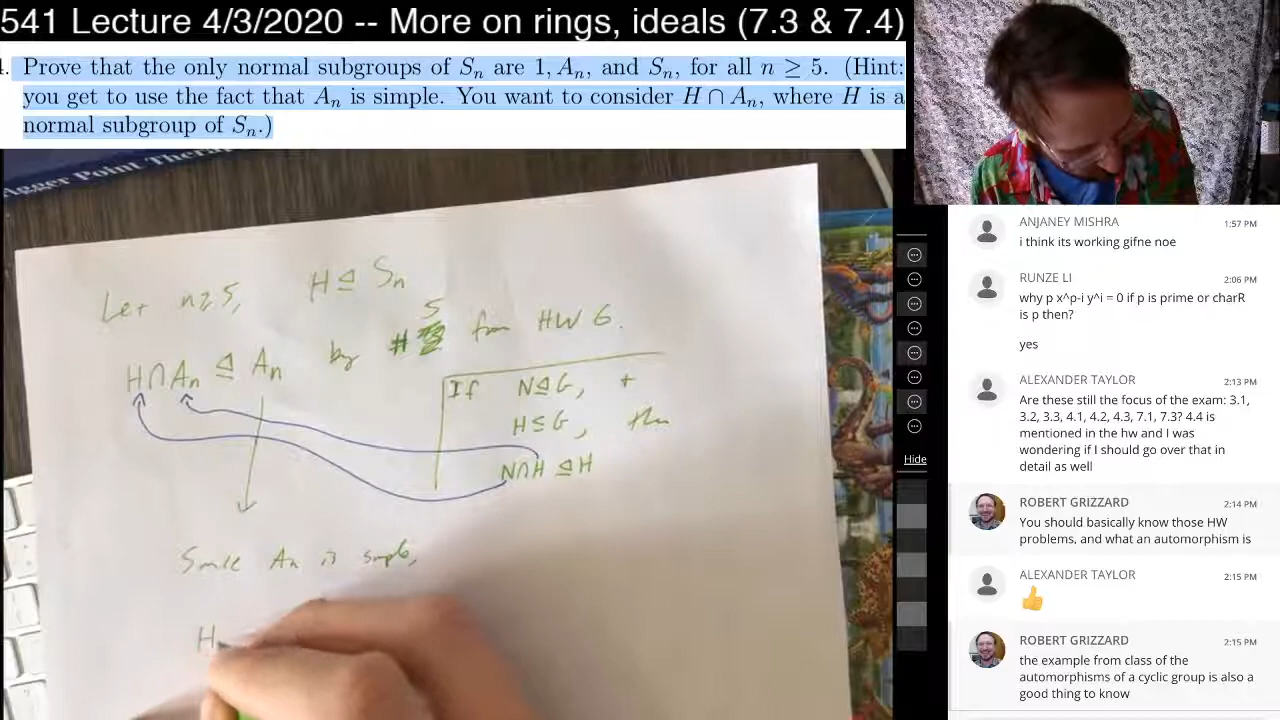 541 Lecture 4/3/2020 -- More on rings, ideals (7.3 & 7.4)
4. Prove that the only normal subgroups of Sₙ are 1, Aₙ, and Sₙ, for all n ≥ 5. (Hint:
you get to use the fact that Aₙ is simple. You want to consider H ∩ Aₙ, where H is a
normal subgroup of Sₙ.)
Trigger Point
Let n≥5, H ⊴ Sₙ
H∩Aₙ ⊴ Aₙ by # 5 from HW 6.
If N⊴G, +
H≤G, then
N∩H ⊴H
Since Aₙ is simple,
H
ANJANEY MISHRA 1:57 PM
i think its working gifne noe
RUNZE LI 2:06 PM
why p x^p-i y^i = 0 if p is prime or charR
is p then?
yes
ALEXANDER TAYLOR 2:13 PM
Are these still the focus of the exam: 3.1,
3.2, 3.3, 4.1, 4.2, 4.3, 7.1, 7.3? 4.4 is
mentioned in the hw and I was
wondering if I should go over that in
detail as well
Hide
ROBERT GRIZZARD 2:14 PM
You should basically know those HW
problems, and what an automorphism is
ALEXANDER TAYLOR 2:15 PM
👍
ROBERT GRIZZARD 2:15 PM
the example from class of the
automorphisms of a cyclic group is also a
good thing to know